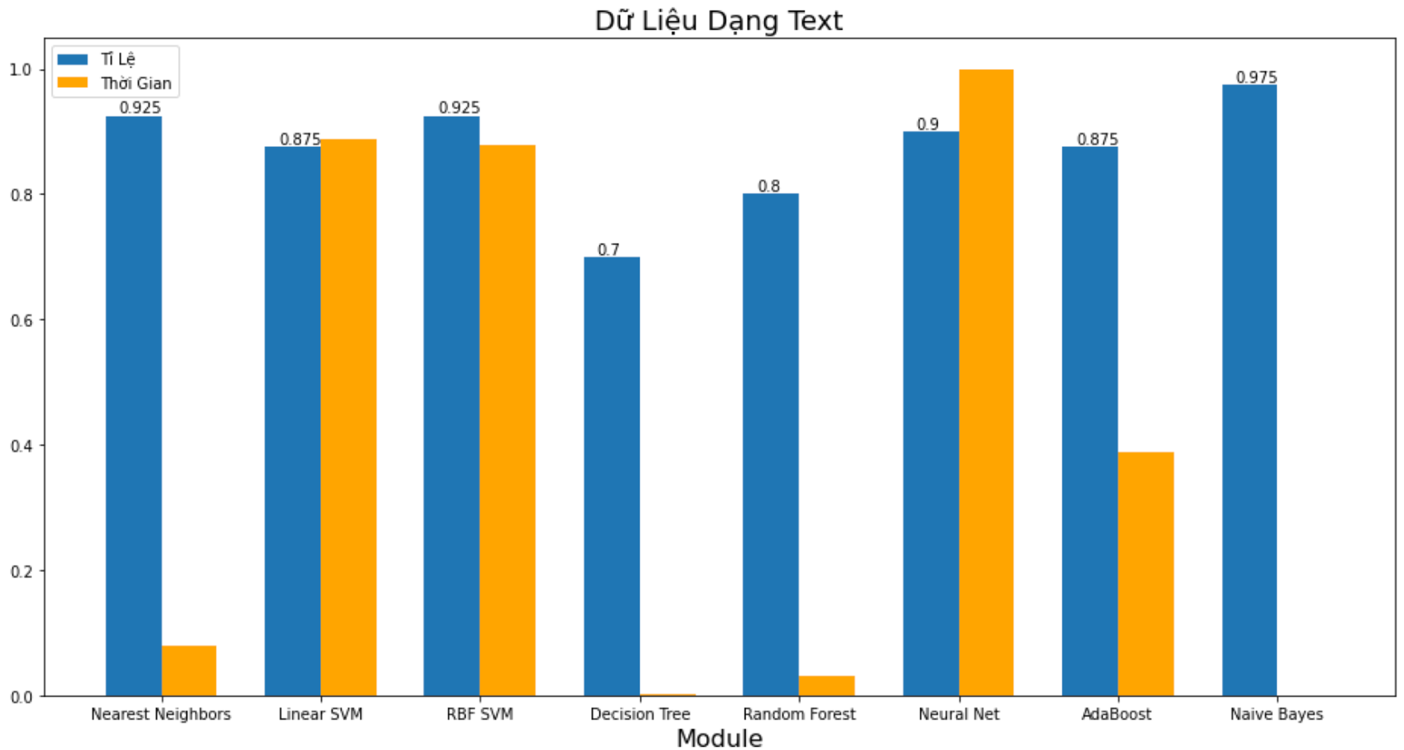 Dữ Liệu Dạng Text
Tỉ Lệ
Thời Gian
1.0
0.8
0.6
0.4
0.2
0.0
0.925
0.875
0.925
0.7
0.8
0.9
0.875
0.975
Nearest Neighbors
Linear SVM
RBF SVM
Decision Tree
Random Forest
Neural Net
AdaBoost
Naive Bayes
Module